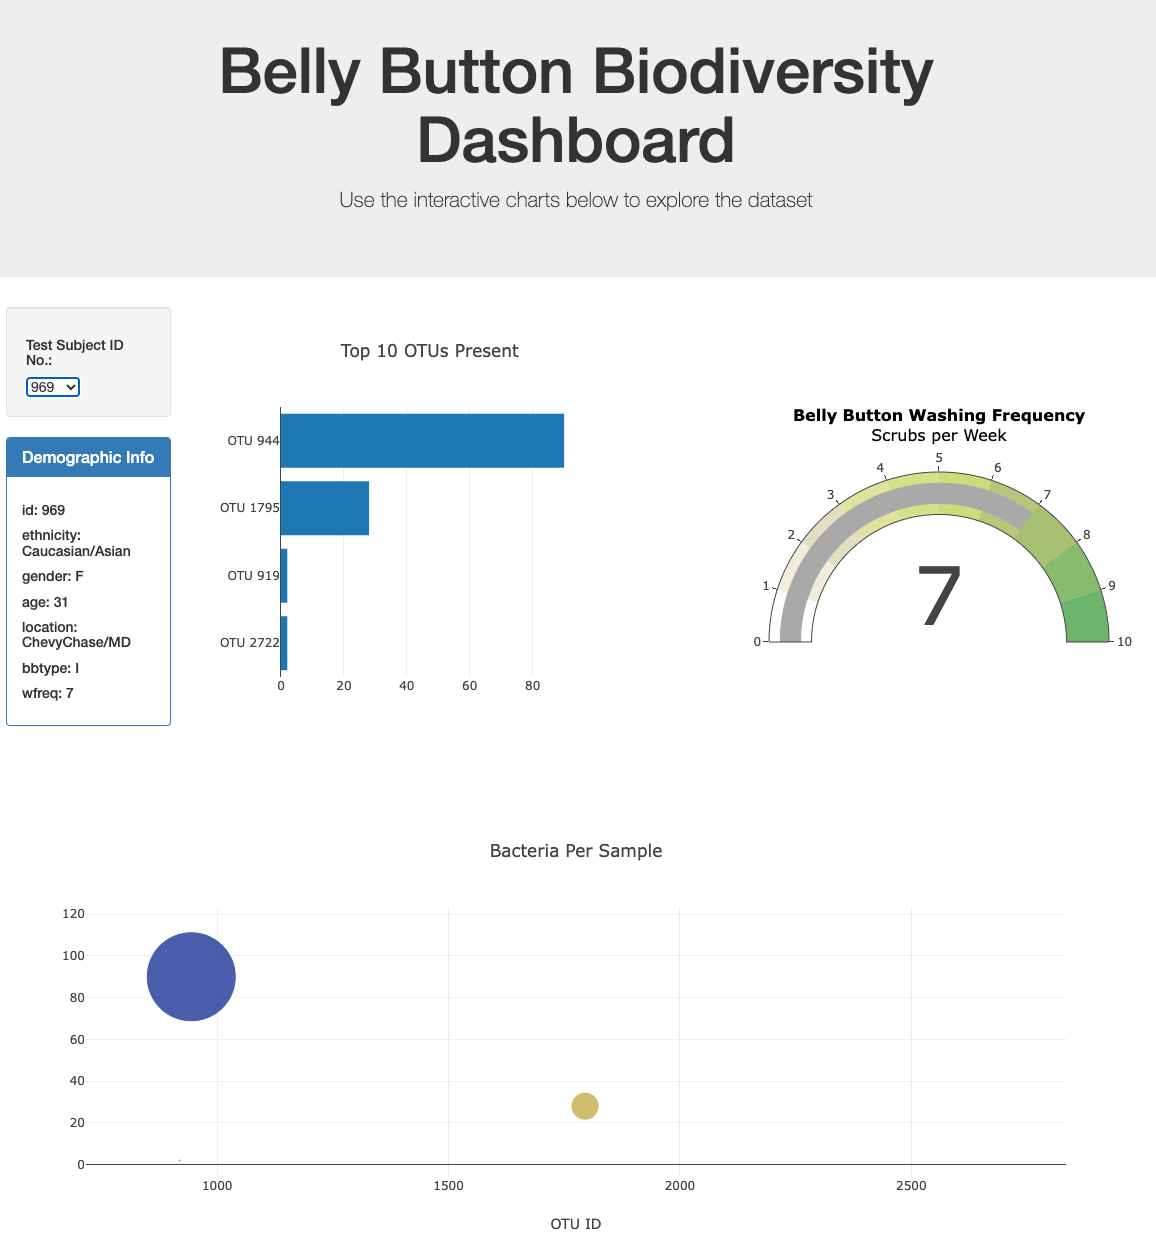 Belly Button Biodiversity
Dashboard
Use the interactive charts below to explore the dataset
Test Subject ID
No.:
969
Demographic Info
id: 969
ethnicity:
Caucasian/Asian
gender: F
age: 31
location:
ChevyChase/MD
bbtype: I
wfreq: 7
Top 10 OTUs Present
OTU 944
OTU 1795
OTU 919
OTU 2722
0 20 40 60 80
Belly Button Washing Frequency
Scrubs per Week
0 1 2 3 4 5 6 7 8 9 10
7
Bacteria Per Sample
120
100
80
60
40
20
0
1000 1500 2000 2500
OTU ID